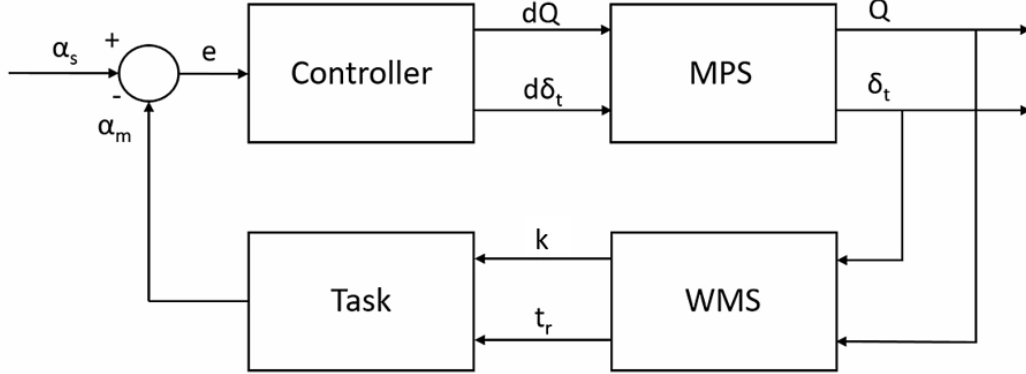 dQ
Q
αs
+
e
Controller
MPS
dδt
δt
-
αm
k
Task
WMS
tr